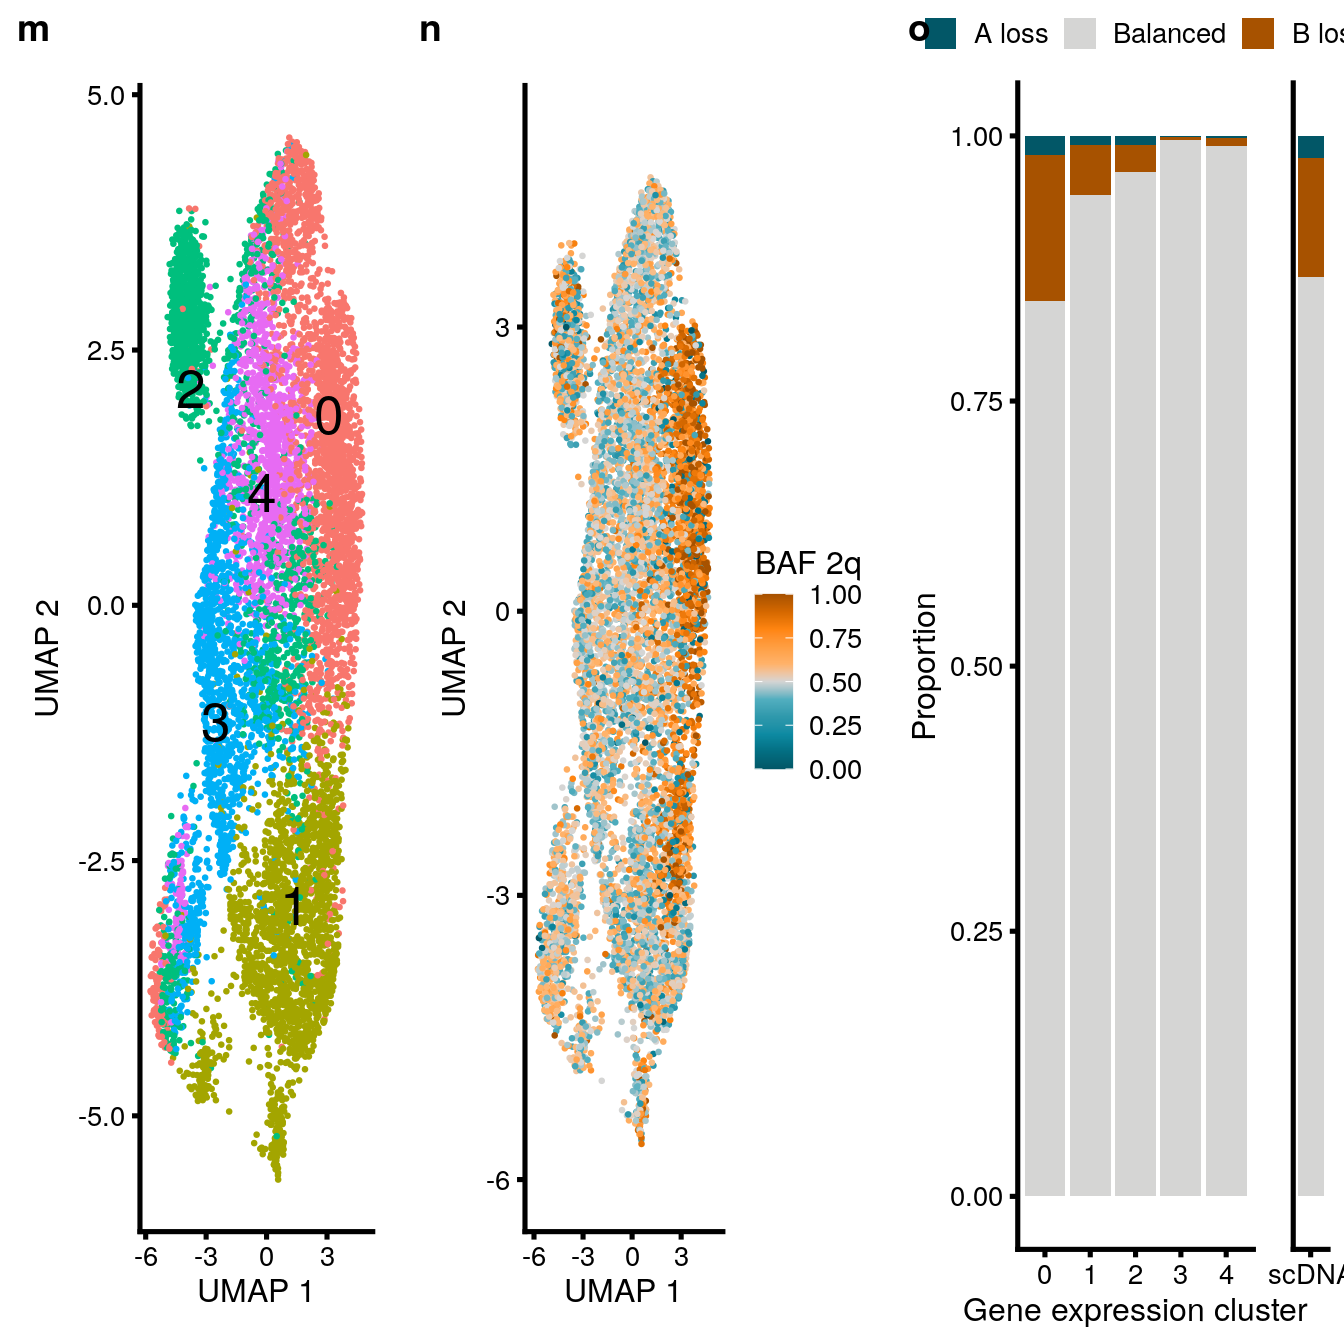 m
5.0
2.5
0.0
-2.5
-5.0
UMAP 2
-6 -3 0 3
UMAP 1
2
0
4
3
1
n
3
0
-3
-6
UMAP 2
-6 -3 0 3
UMAP 1
BAF 2q
1.00
0.75
0.50
0.25
0.00
o
A loss Balanced B los
1.00
0.75
0.50
0.25
0.00
Proportion
0 1 2 3 4
scDNA
Gene expression cluster